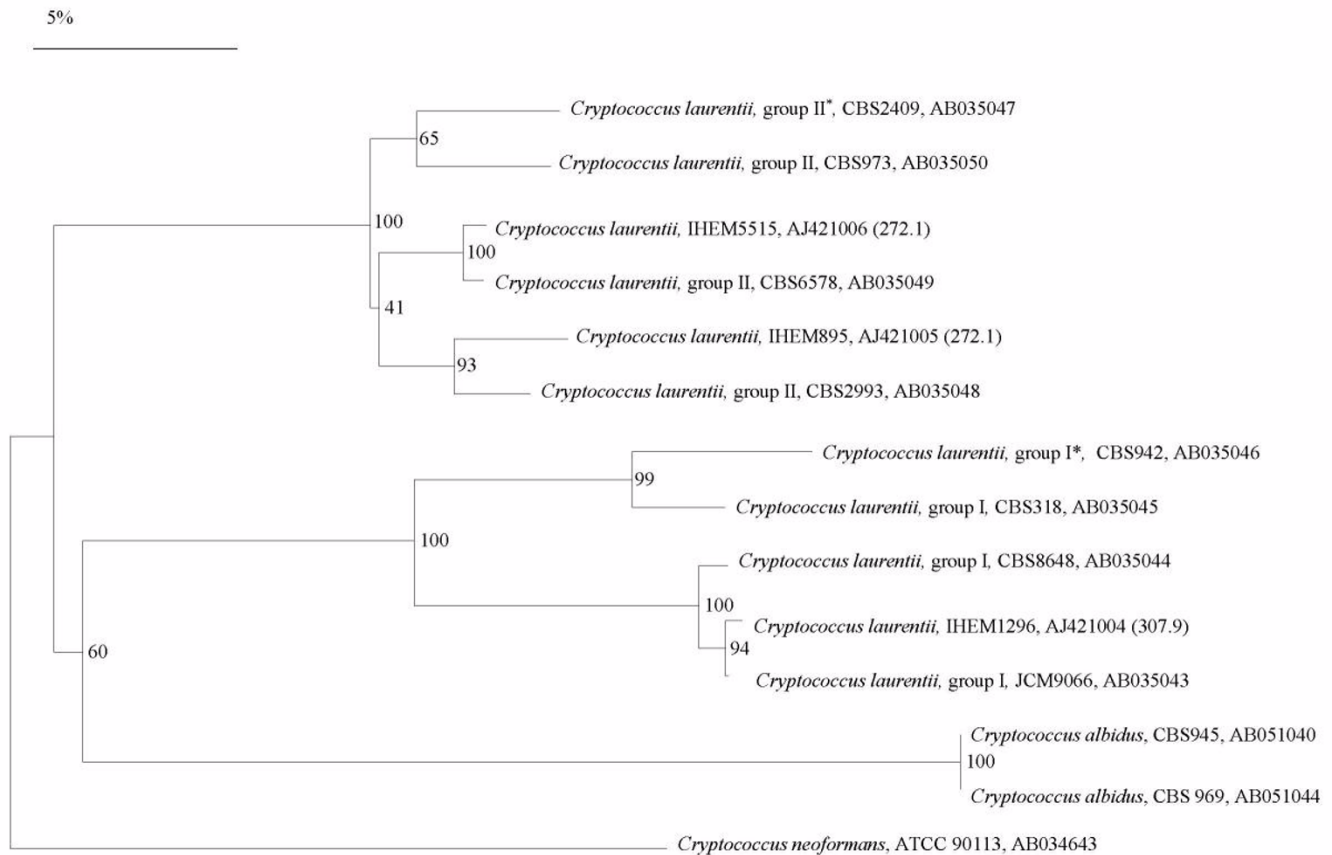 5%
Cryptococcus laurentii, group II*, CBS2409, AB035047
65
Cryptococcus laurentii, group II, CBS973, AB035050
100
Cryptococcus laurentii, IHEM5515, AJ421006 (272.1)
100
Cryptococcus laurentii, group II, CBS6578, AB035049
41
Cryptococcus laurentii, IHEM895, AJ421005 (272.1)
93
Cryptococcus laurentii, group II, CBS2993, AB035048
Cryptococcus laurentii, group I*, CBS942, AB035046
99
Cryptococcus laurentii, group I, CBS318, AB035045
100
Cryptococcus laurentii, group I, CBS8648, AB035044
100
Cryptococcus laurentii, IHEM1296, AJ421004 (307.9)
94
60
Cryptococcus laurentii, group I, JCM9066, AB035043
Cryptococcus albidus, CBS945, AB051040
100
Cryptococcus albidus, CBS 969, AB051044
Cryptococcus neoformans, ATCC 90113, AB034643